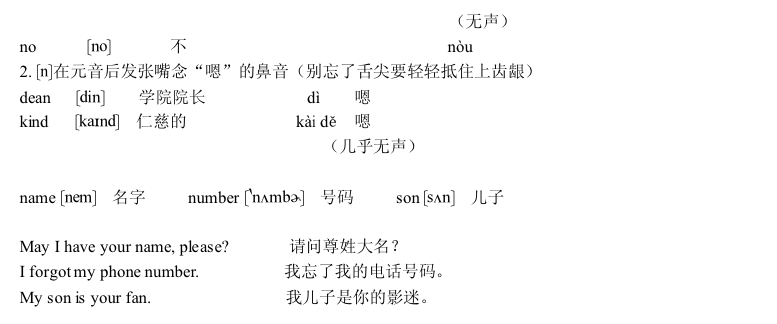 （无声）
no [no] 不 nòu
2. [n]在元音后发张嘴念“嗯”的鼻音（别忘了舌尖要轻轻抵住上齿龈）
dean [din] 学院院长 dì 嗯
kind [kaɪnd] 仁慈的 kài dě 嗯
（几乎无声）
name [nem] 名字 number [ˈnʌmbɚ] 号码 son [sʌn] 儿子
May I have your name, please? 请问尊姓大名？
I forgot my phone number. 我忘了我的电话号码。
My son is your fan. 我儿子是你的影迷。